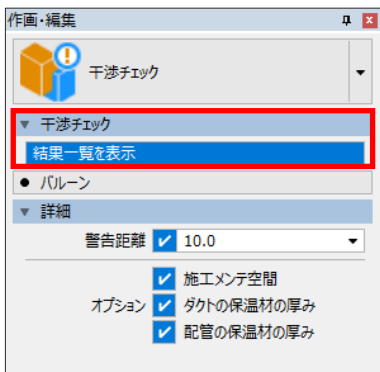 作画・編集
干渉チェック
干渉チェック
結果一覧を表示
バルーン
詳細
警告距離 10.0
施工メンテ空間
オプション ダクトの保温材の厚み
配管の保温材の厚み